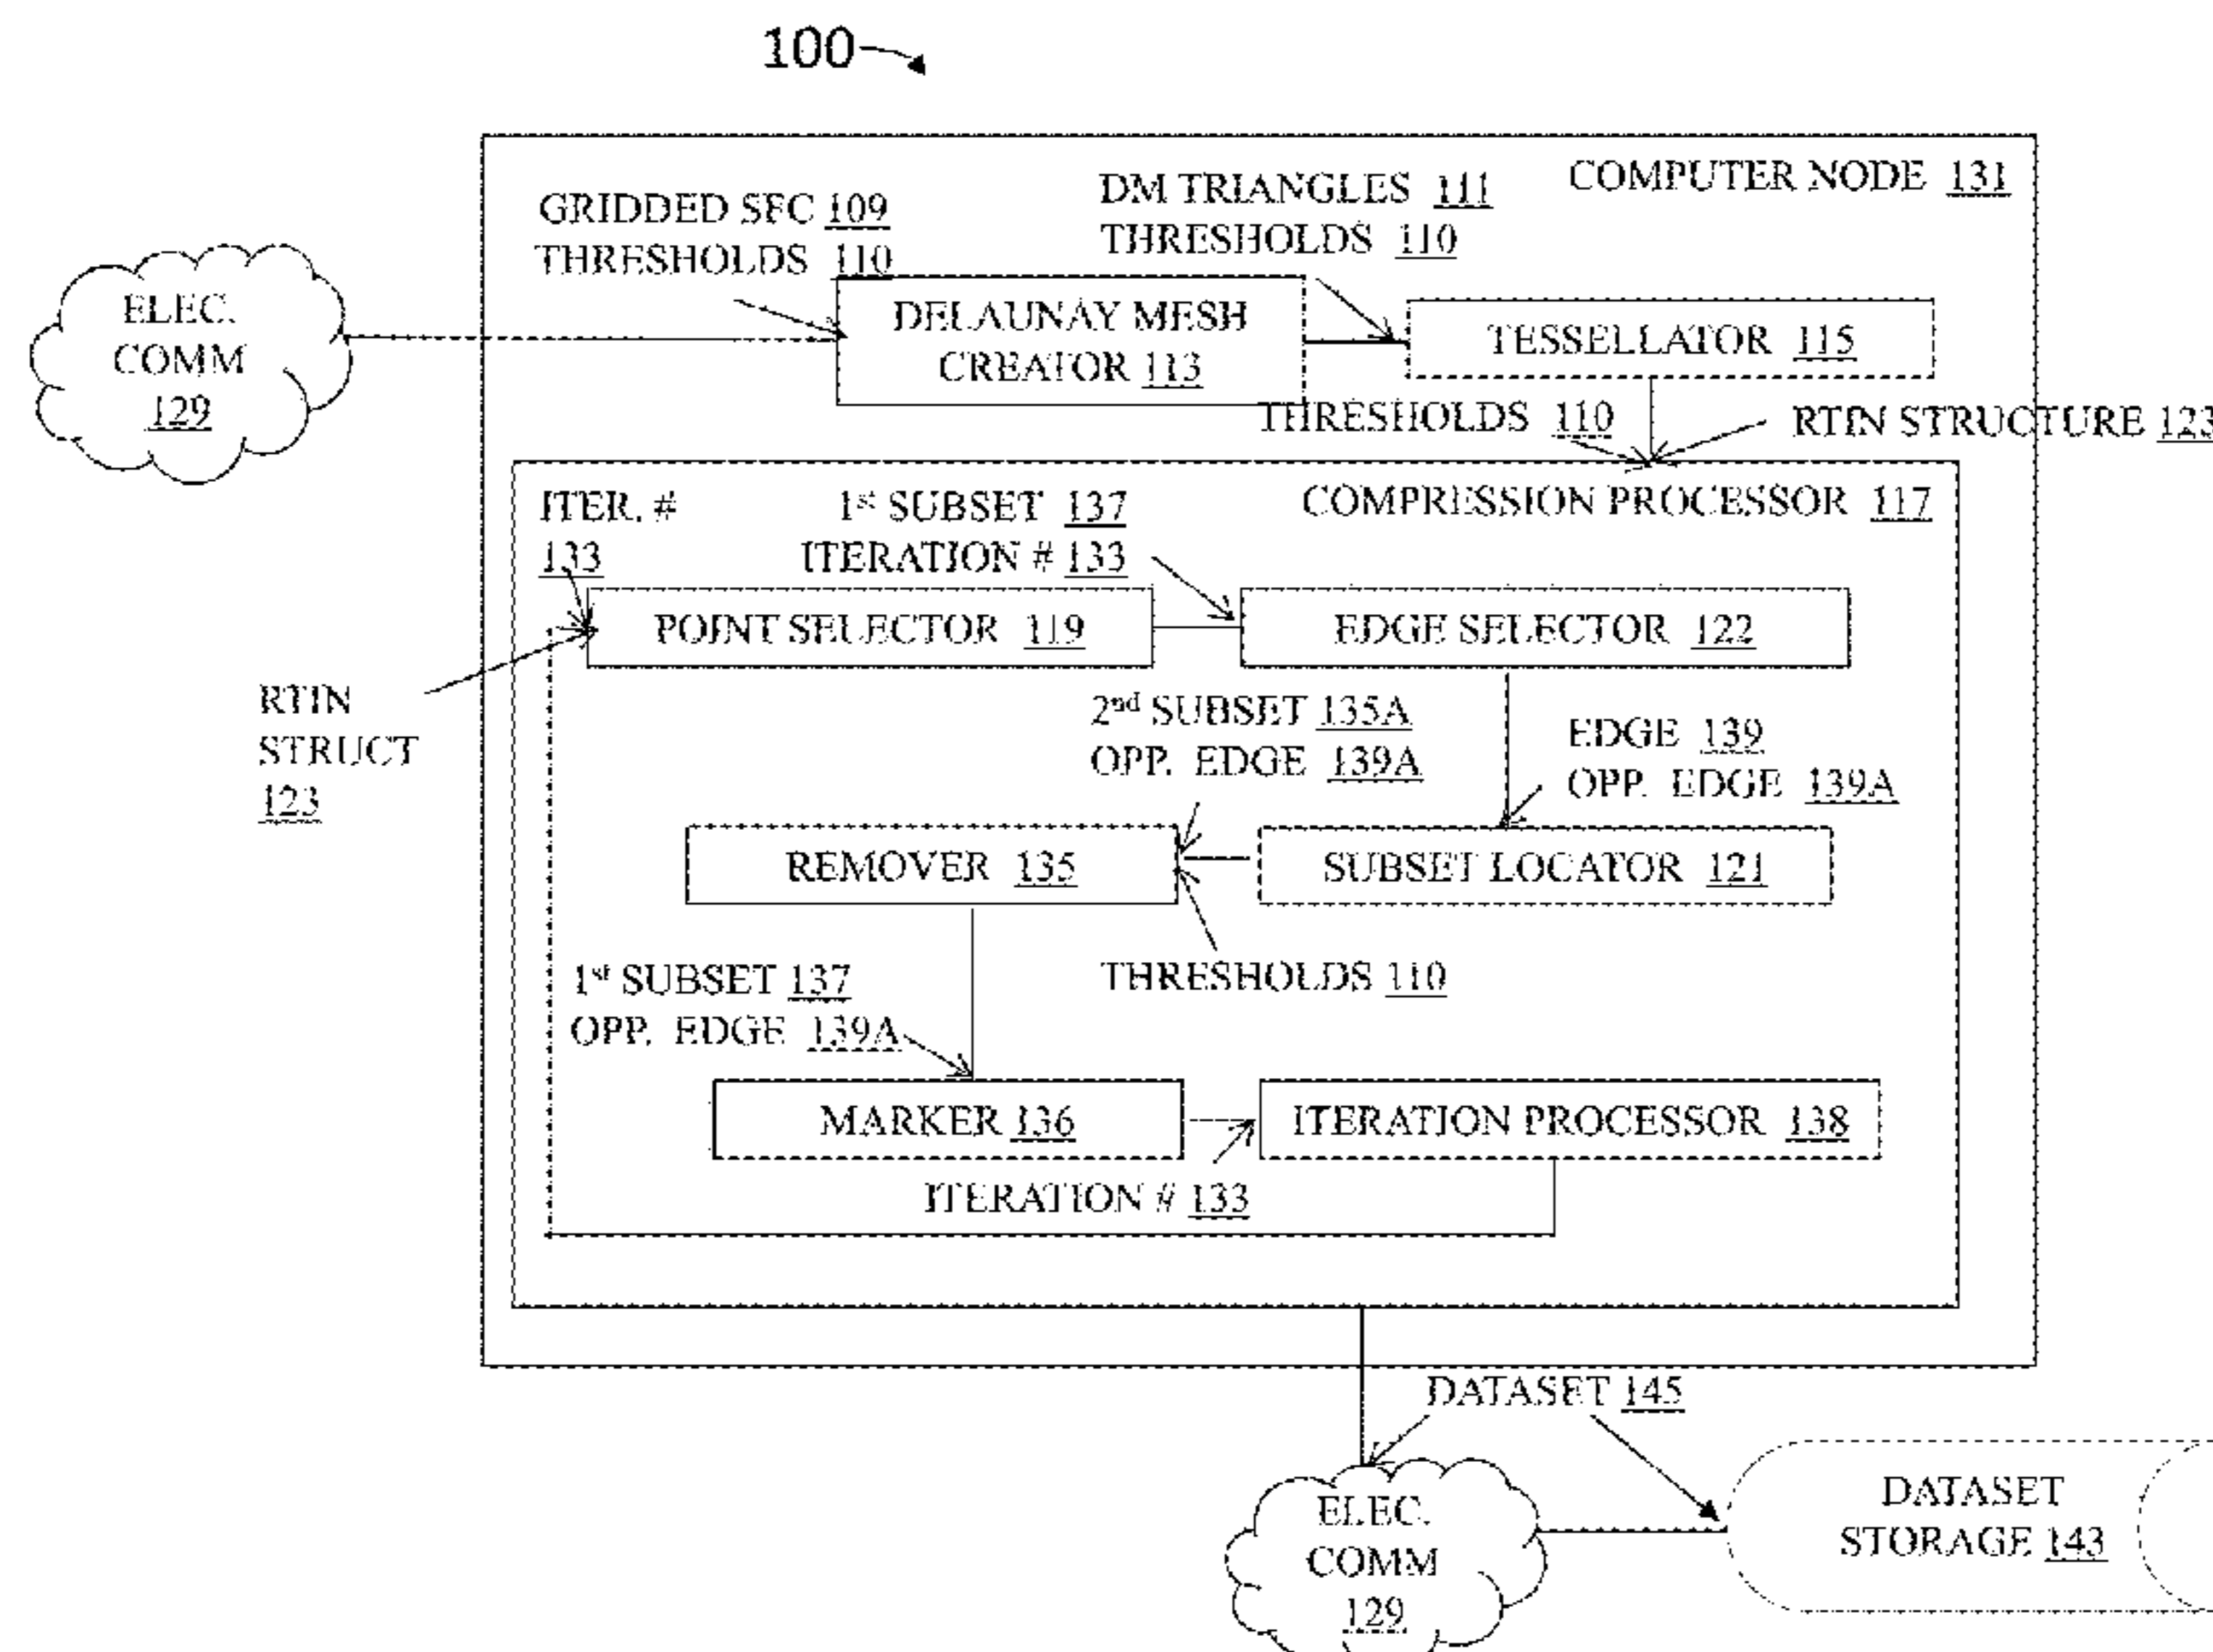 100
COMPUTER NODE 131
GRIDDED SFC 109
THRESHOLDS 110
DM TRIANGLES 111
THRESHOLDS 110
ELEC.
COMM
129
DELAUNAY MESH
CREATOR 113
TESSELLATOR 115
THRESHOLDS 110
RTIN STRUCTURE 123
COMPRESSION PROCESSOR 117
ITER. #
133
1st SUBSET 137
ITERATION # 133
POINT SELECTOR 119
EDGE SELECTOR 122
RTIN
STRUCT
123
2nd SUBSET 135A
OPP. EDGE 139A
EDGE 139
OPP. EDGE 139A
REMOVER 135
SUBSET LOCATOR 121
1st SUBSET 137
OPP. EDGE 139A
THRESHOLDS 110
MARKER 136
ITERATION PROCESSOR 138
ITERATION # 133
DATASET 145
ELEC.
COMM
129
DATASET
STORAGE 143